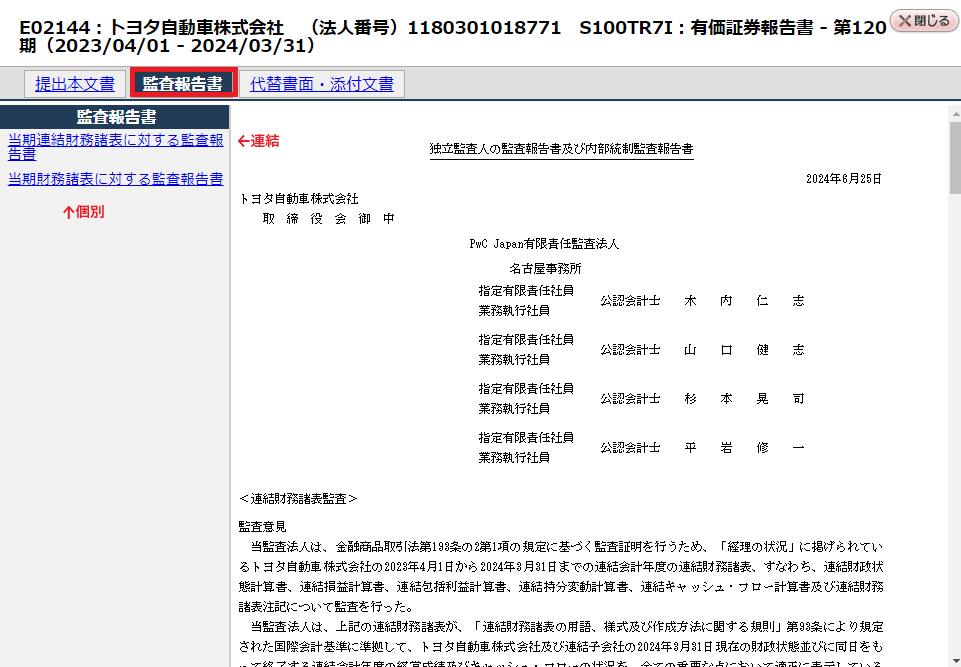 E02144：トヨタ自動車株式会社　（法人番号）1180301018771　S100TR7I：有価証券報告書 - 第120
期（2023/04/01 - 2024/03/31）
閉じる
提出本文書
監査報告書
代替書面・添付文書
監査報告書
当期連結財務諸表に対する監査報
告書
←連結
当期財務諸表に対する監査報告書
↑個別
独立監査人の監査報告書及び内部統制監査報告書
2024年6月25日
トヨタ自動車株式会社
取　締　役　会　御　中
PwC Japan有限責任監査法人
名古屋事務所
指定有限責任社員
業務執行社員
公認会計士　木　内　仁　志
指定有限責任社員
業務執行社員
公認会計士　山　口　健　志
指定有限責任社員
業務執行社員
公認会計士　杉　本　晃　司
指定有限責任社員
業務執行社員
公認会計士　平　岩　修　一
＜連結財務諸表監査＞
監査意見
当監査法人は、金融商品取引法第193条の2第1項の規定に基づく監査証明を行うため、「経理の状況」に掲げられてい
るトヨタ自動車株式会社の2023年4月1日から2024年3月31日までの連結会計年度の連結財務諸表、すなわち、連結財政状
態計算書、連結損益計算書、連結包括利益計算書、連結持分変動計算書、連結キャッシュ・フロー計算書及び連結財務
諸表注記について監査を行った。
当監査法人は、上記の連結財務諸表が、「連結財務諸表の用語、様式及び作成方法に関する規則」第93条により規定
された国際会計基準に準拠して、トヨタ自動車株式会社及び連結子会社の2024年3月31日現在の財政状態並びに同日をも
って終了する連結会計年度の経営成績及びキャッシュ・フローの状況を、全ての重要な点において適正に表示している